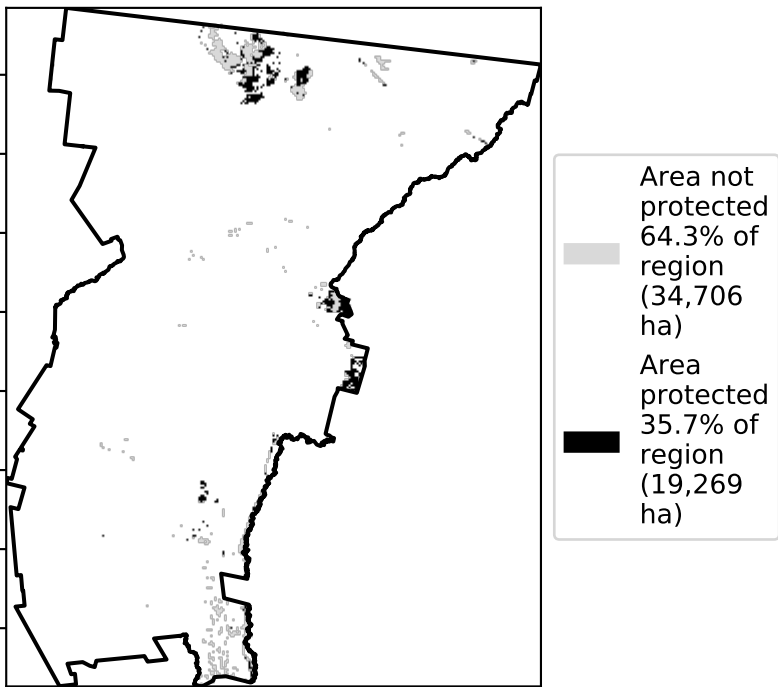 Area not
protected
64.3% of
region
(34,706
ha)
Area
protected
35.7% of
region
(19,269
ha)